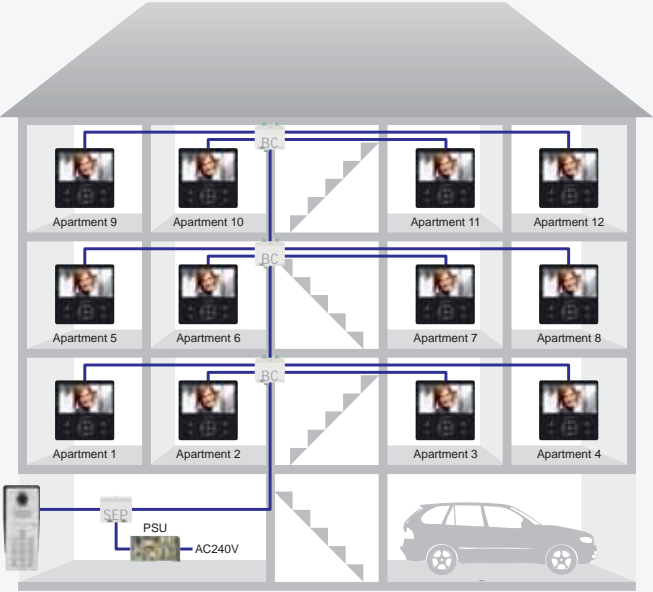 BC
Apartment 9 Apartment 10 Apartment 11 Apartment 12
BC
Apartment 5 Apartment 6 Apartment 7 Apartment 8
BC
Apartment 1 Apartment 2 Apartment 3 Apartment 4
SEP
PSU
AC240V